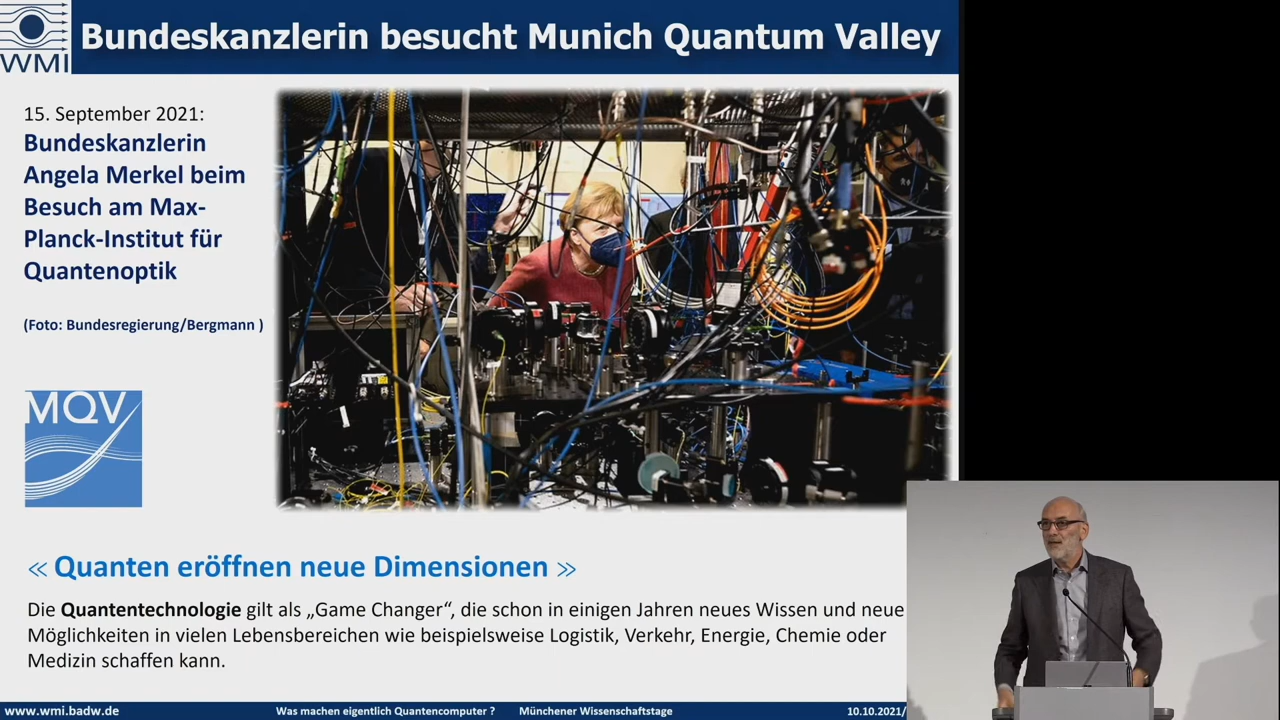 WMI
Bundeskanzlerin besucht Munich Quantum Valley
15. September 2021:
Bundeskanzlerin
Angela Merkel beim
Besuch am Max-
Planck-Institut für
Quantenoptik
(Foto: Bundesregierung/Bergmann )
MQV
« Quanten eröffnen neue Dimensionen »
Die Quantentechnologie gilt als „Game Changer“, die schon in einigen Jahren neues Wissen und neue
Möglichkeiten in vielen Lebensbereichen wie beispielsweise Logistik, Verkehr, Energie, Chemie oder
Medizin schaffen kann.
www.wmi.badw.de
Was machen eigentlich Quantencomputer ?
Münchener Wissenschaftstage
10.10.2021/